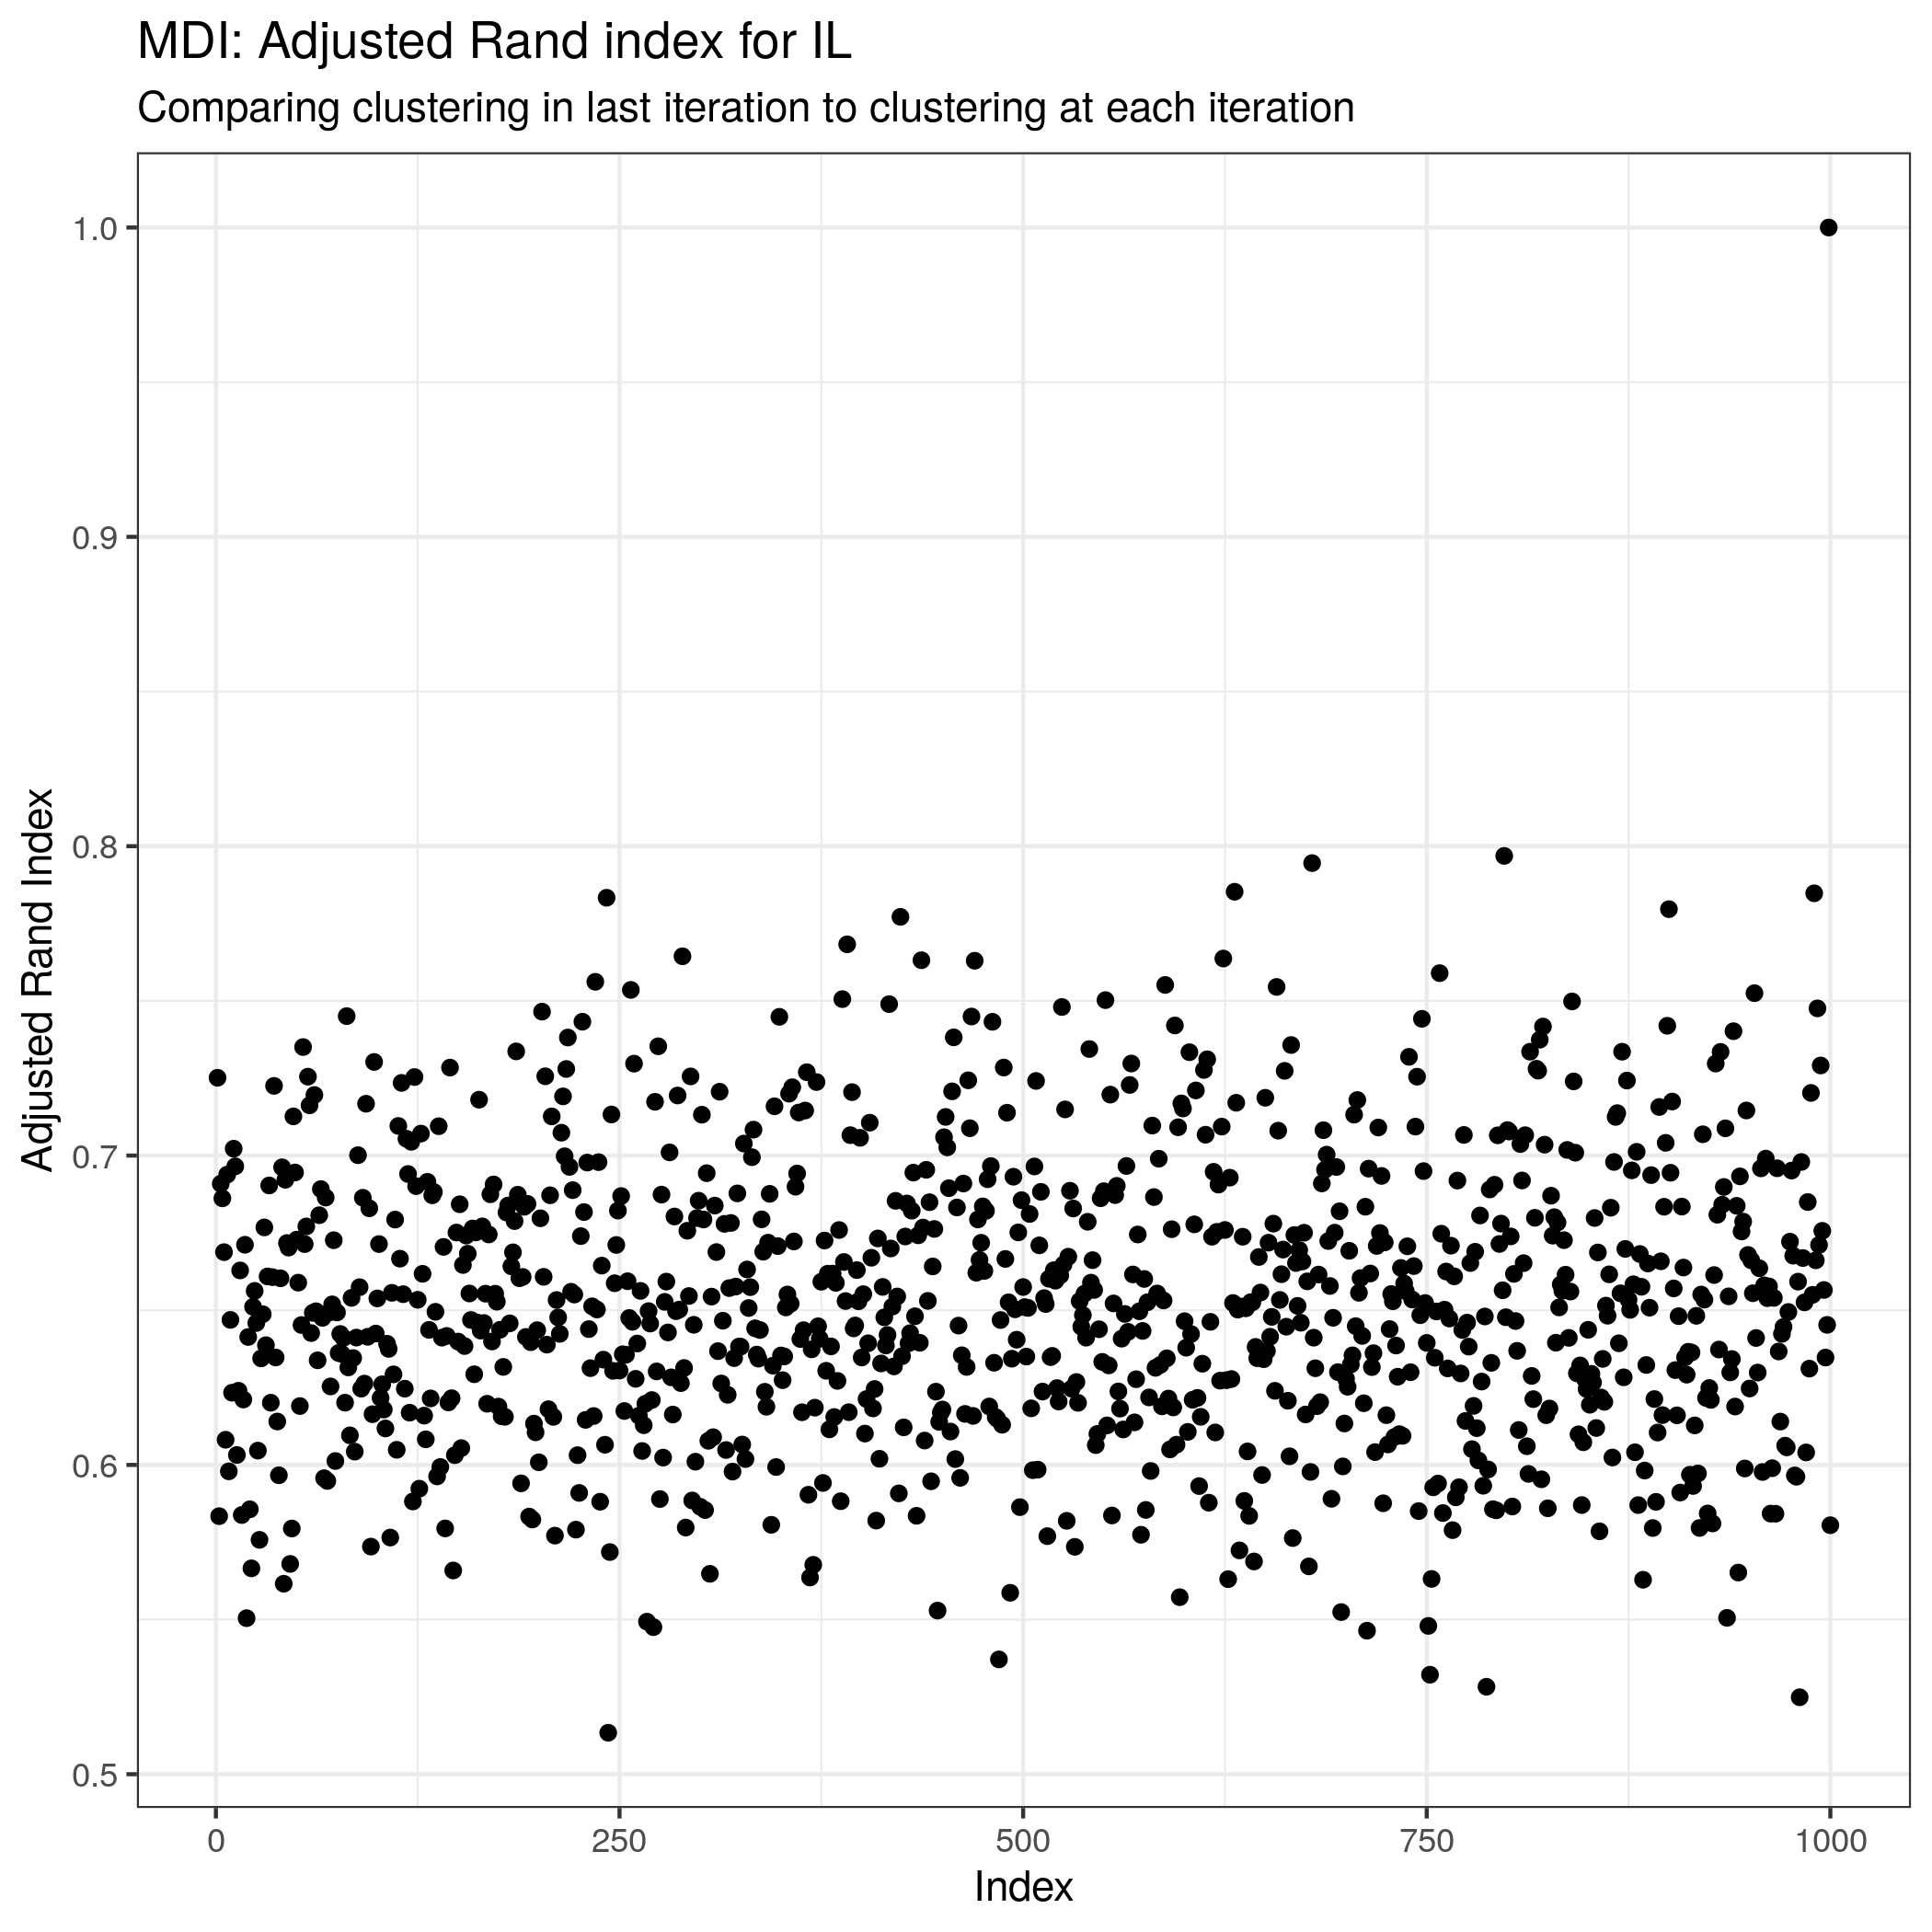 MDI: Adjusted Rand index for IL
Comparing clustering in last iteration to clustering at each iteration
Adjusted Rand Index
1.0
0.9
0.8
0.7
0.6
0.5
0 250 500 750 1000
Index